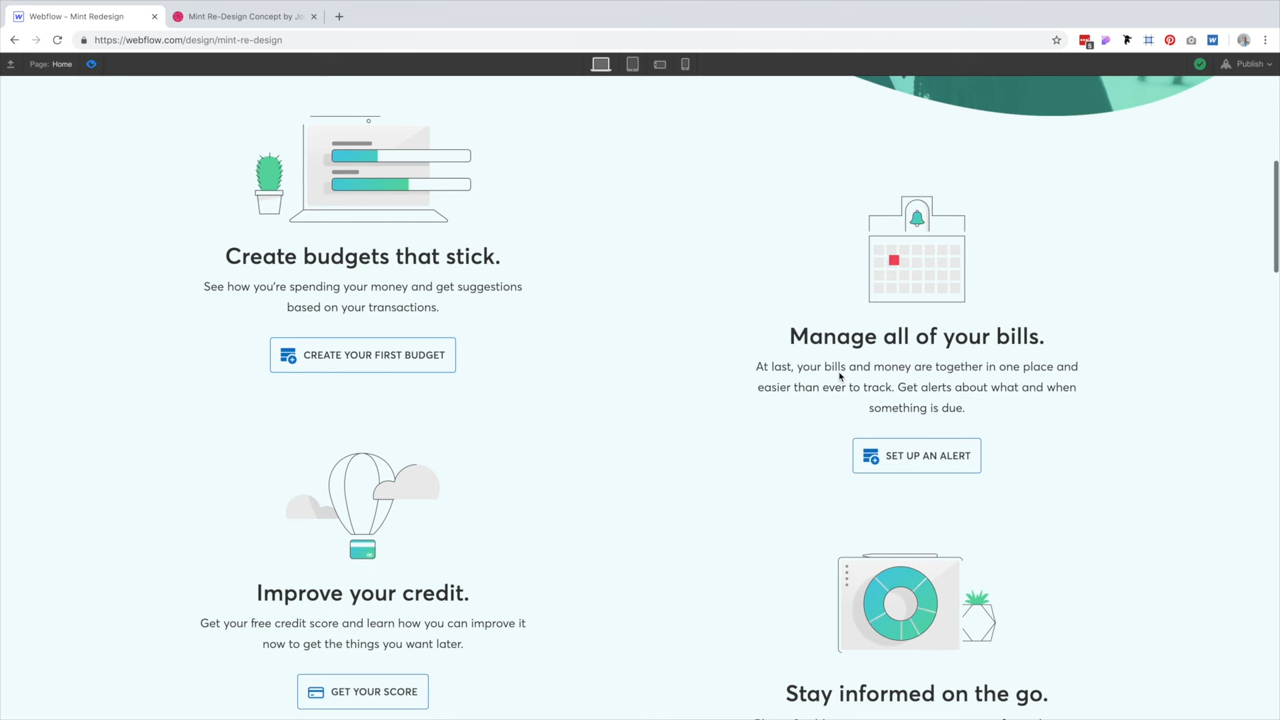 Webflow - Mint Redesign
Mint Re-Design Concept by Jo
https://webflow.com/design/mint-re-design
Page: Home
Publish
Create budgets that stick.
See how you're spending your money and get suggestions
based on your transactions.
CREATE YOUR FIRST BUDGET
Manage all of your bills.
At last, your bills and money are together in one place and
easier than ever to track. Get alerts about what and when
something is due.
SET UP AN ALERT
Improve your credit.
Get your free credit score and learn how you can improve it
now to get the things you want later.
GET YOUR SCORE
Stay informed on the go.